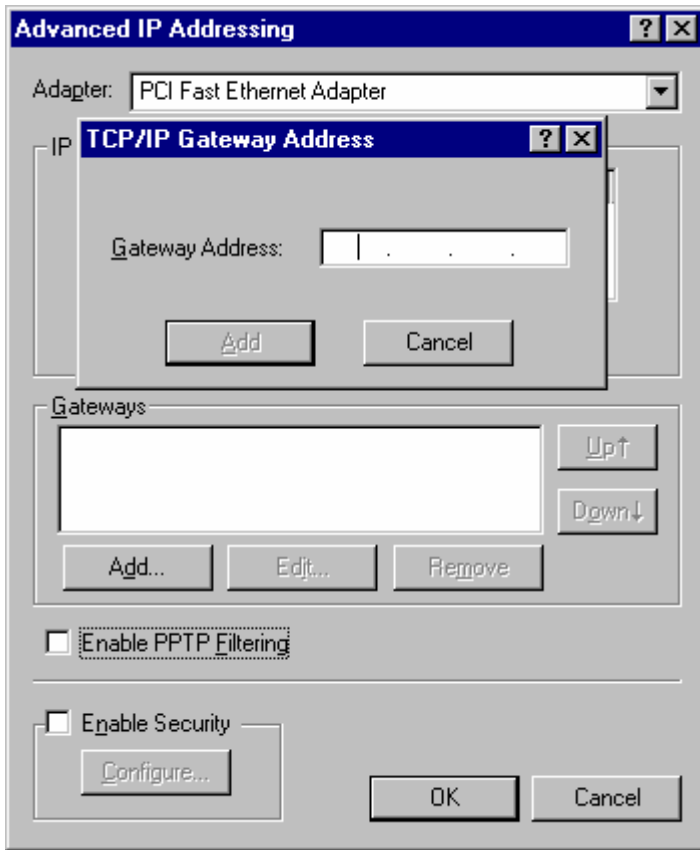 Advanced IP Addressing
Adapter: PCI Fast Ethernet Adapter
IP
TCP/IP Gateway Address
Gateway Address: . . .
Add Cancel
Gateways
Up↑
Down↓
Add... Edit... Remove
Enable PPTP Filtering
Enable Security
Configure...
OK Cancel